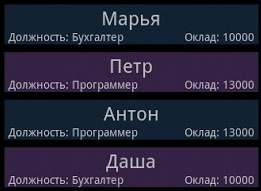 Марья
Должность: Бухгалтер Оклад: 10000
Петр
Должность: Программер Оклад: 13000
Антон
Должность: Программер Оклад: 13000
Даша
Должность: Бухгалтер Оклад: 10000